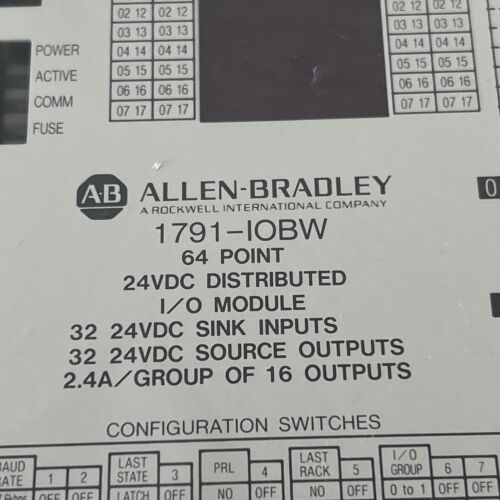 02 12 02 12 02 12 02 12
03 13 03 13 03 13 03 13
04 14 04 14 04 14 04 14
05 15 05 15 05 15 05 15
06 16 06 16 06 16 06 16
07 17 07 17 07 17 07 17
POWER
ACTIVE
COMM
FUSE
A-B ALLEN-BRADLEY
A ROCKWELL INTERNATIONAL COMPANY
1791-IOBW
64 POINT
24VDC DISTRIBUTED
I/O MODULE
32 24VDC SINK INPUTS
32 24VDC SOURCE OUTPUTS
2.4A/GROUP OF 16 OUTPUTS
0
CONFIGURATION SWITCHES
BAUD RATE 1 2
LAST STATE 3
PRL 4
LAST RACK 5
I/O GROUP 6 7
OFF OFF LATCH OFF NO OFF NO OFF 0 to 1 OFF OFF